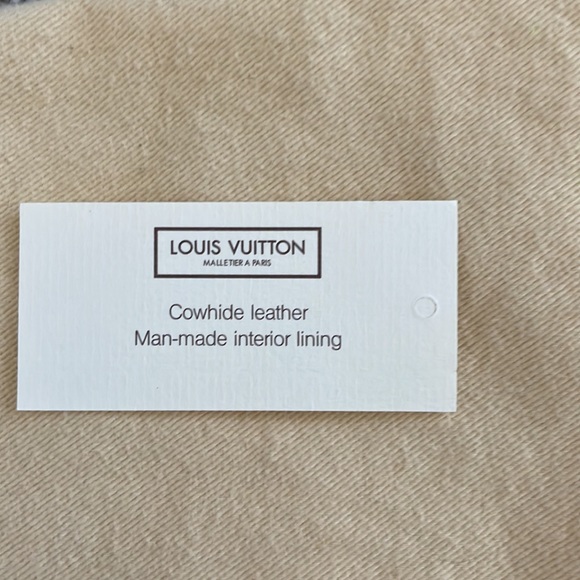 LOUIS VUITTON
MALLETIER A PARIS
Cowhide leather
Man-made interior lining